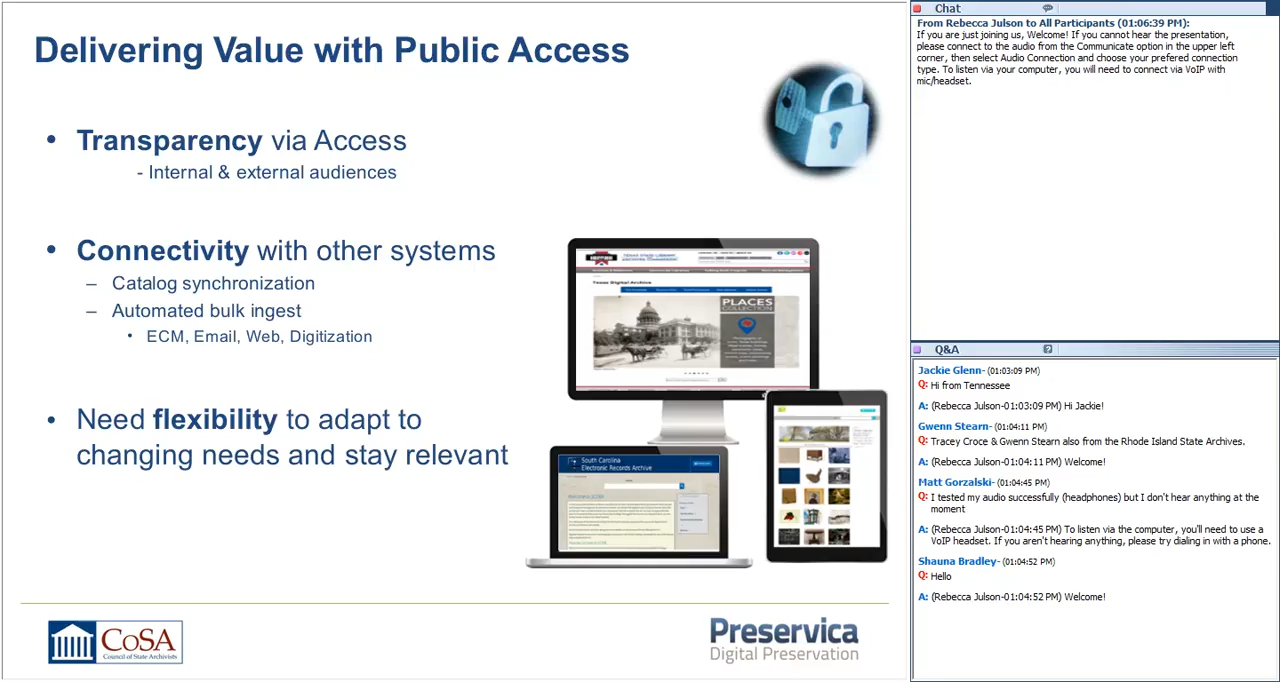 Delivering Value with Public Access
• Transparency via Access
- Internal & external audiences
• Connectivity with other systems
– Catalog synchronization
– Automated bulk ingest
• ECM, Email, Web, Digitization
• Need flexibility to adapt to
changing needs and stay relevant
Texas Digital Archive
PLACES
COLLECTION
South Carolina
Electronic Records Archive
CoSA
Council of State Archivists
Preservica
Digital Preservation
Chat
From Rebecca Julson to All Participants (01:06:39 PM):
If you are just joining us, Welcome! If you cannot hear the presentation,
please connect to the audio from the Communicate option in the upper left
corner, then select Audio Connection and choose your prefered connection
type. To listen via your computer, you will need to connect via VoIP with
mic/headset.
Q&A
Jackie Glenn- (01:03:09 PM)
Q: Hi from Tennessee
A: (Rebecca Julson-01:03:09 PM) Hi Jackie!
Gwenn Stearn- (01:04:11 PM)
Q: Tracey Croce & Gwenn Stearn also from the Rhode Island State Archives.
A: (Rebecca Julson-01:04:11 PM) Welcome!
Matt Gorzalski- (01:04:45 PM)
Q: I tested my audio successfully (headphones) but I don't hear anything at the
moment
A: (Rebecca Julson-01:04:45 PM) To listen via the computer, you'll need to use a
VoIP headset. If you aren't hearing anything, please try dialing in with a phone.
Shauna Bradley- (01:04:52 PM)
Q: Hello
A: (Rebecca Julson-01:04:52 PM) Welcome!